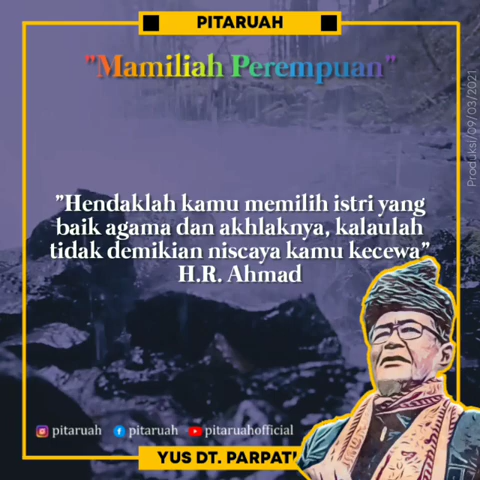 PITARUAH
"Mamiliah Perempuan"
Produksi/09/03/2021
"Hendaklah kamu memilih istri yang
baik agama dan akhlaknya, kalaulah
tidak demikian niscaya kamu kecewa"
H.R. Ahmad
pitaruah pitaruah pitaruahofficial
YUS DT. PARPATI